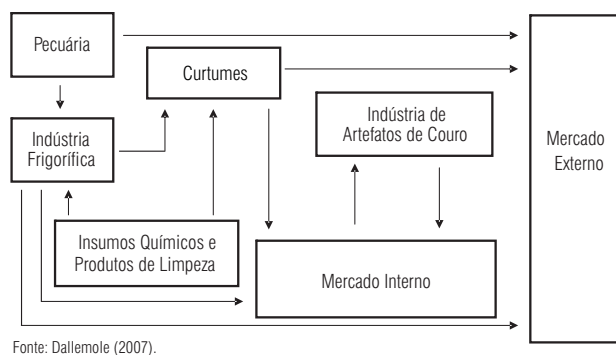 Pecuária
Curtumes
Indústria
Frigorífica
Indústria de
Artefatos de Couro
Mercado
Externo
Insumos Químicos e
Produtos de Limpeza
Mercado Interno
Fonte: Dallemole (2007).